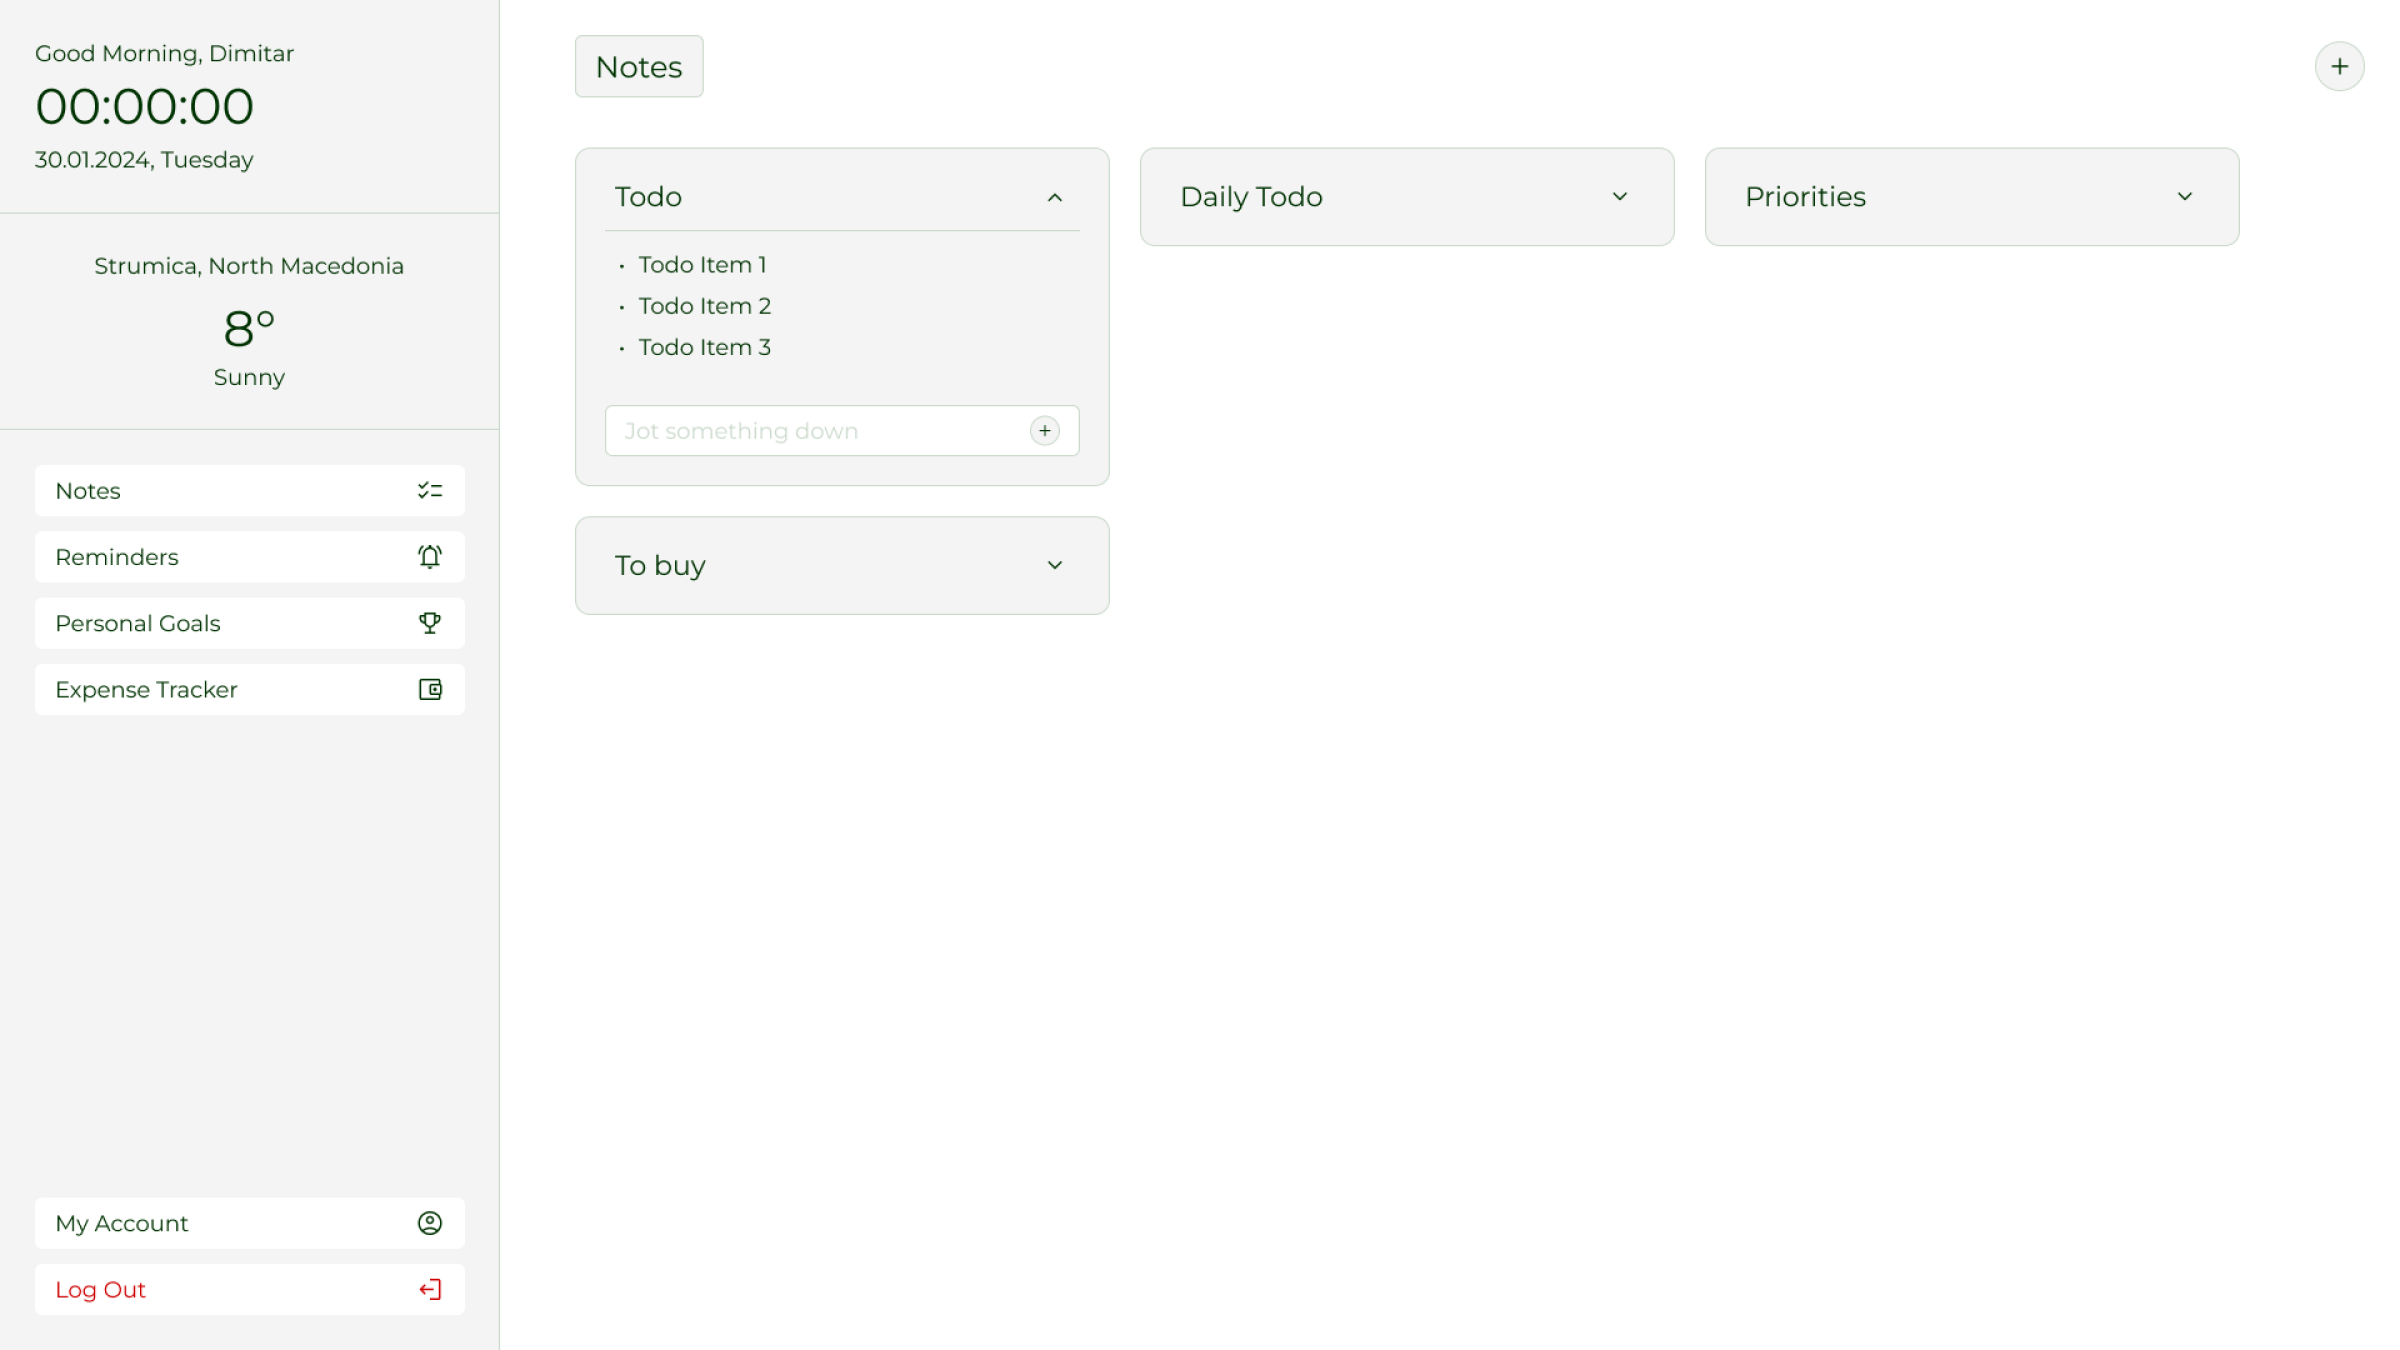 Good Morning, Dimitar
00:00:00
30.01.2024, Tuesday
Strumica, North Macedonia
8°
Sunny
Notes
Reminders
Personal Goals
Expense Tracker
My Account
Log Out
Notes
Todo
• Todo Item 1
• Todo Item 2
• Todo Item 3
Jot something down
To buy
Daily Todo
Priorities